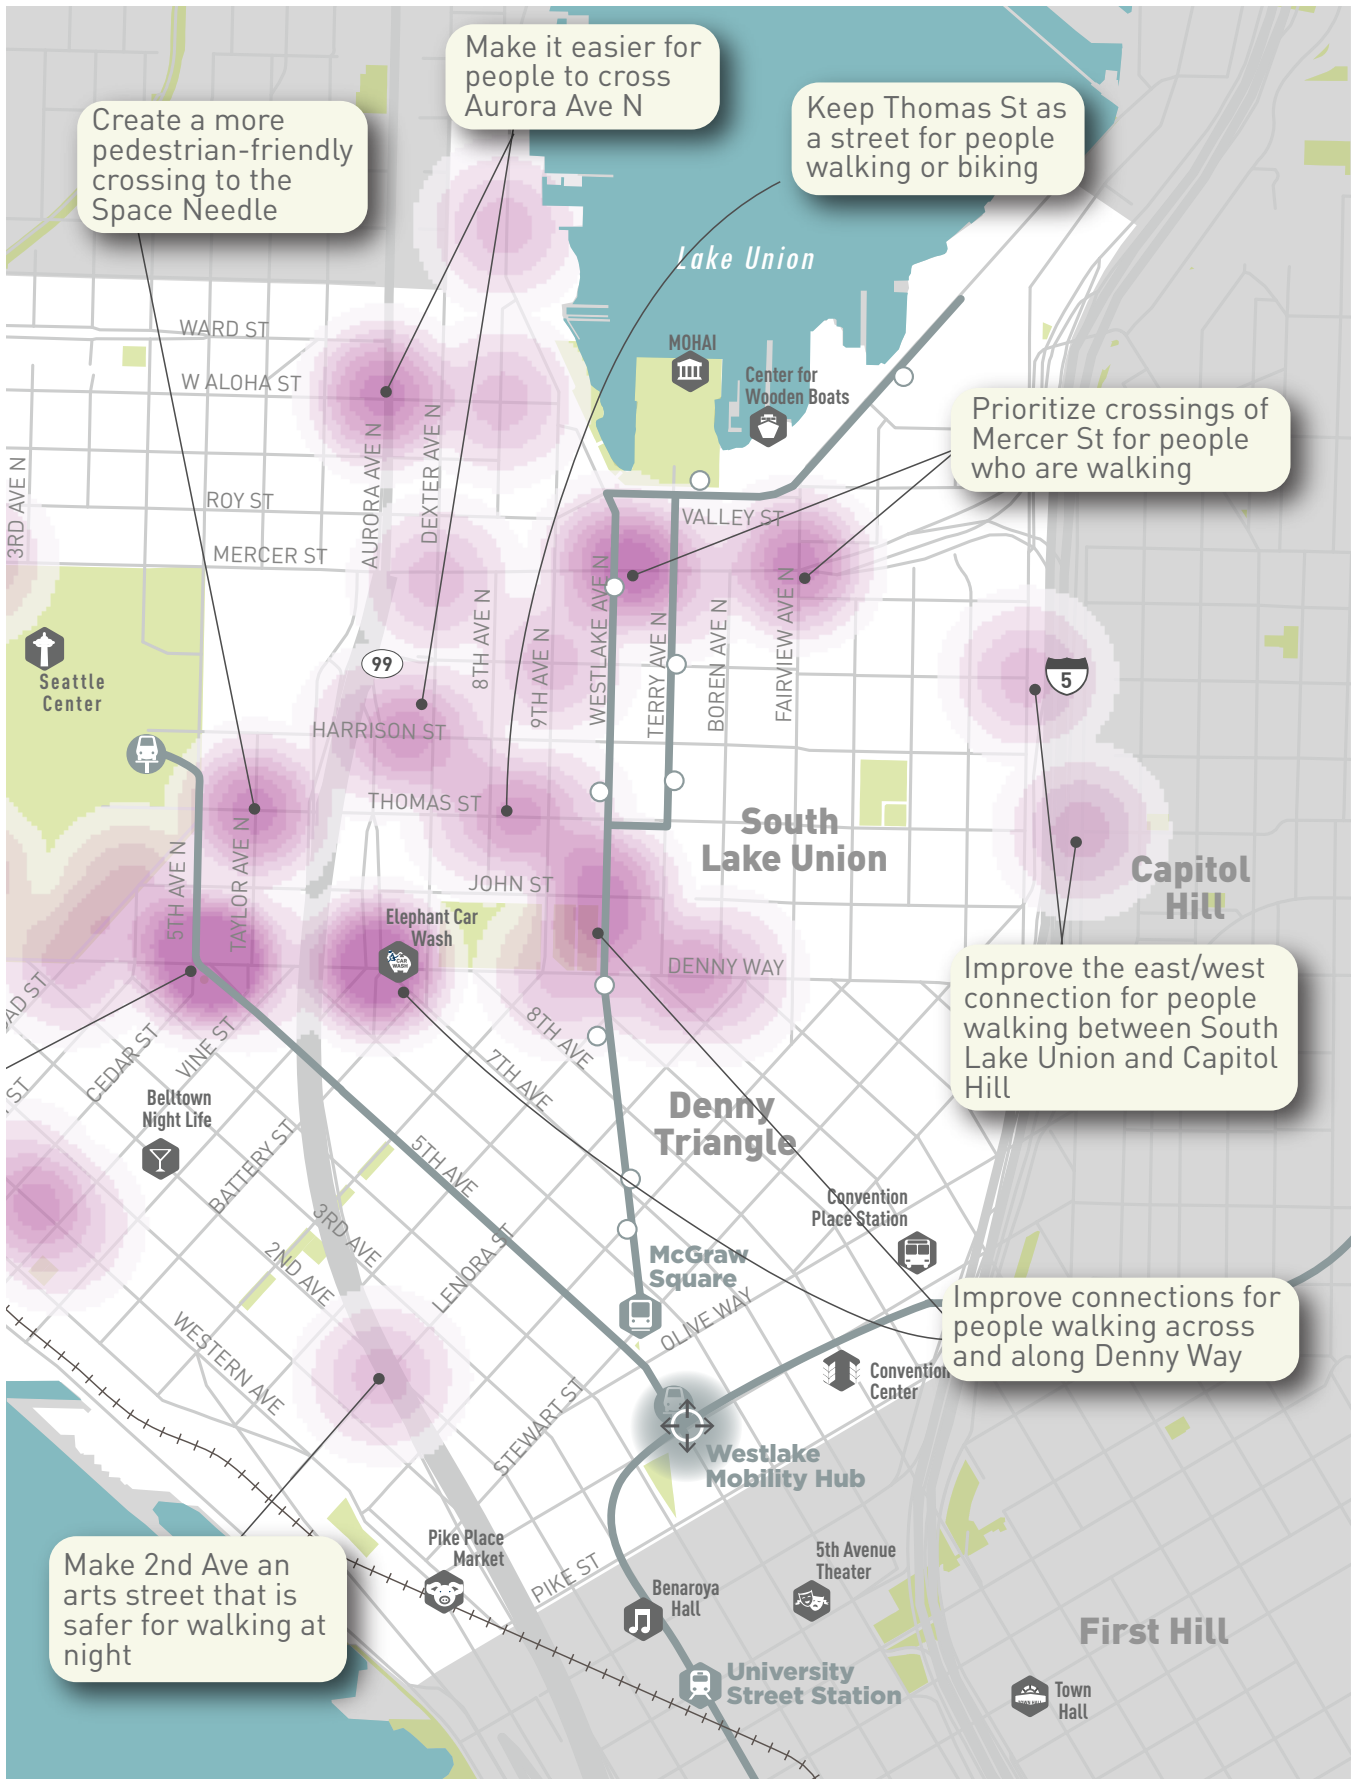 Make it easier for
people to cross
Aurora Ave N
Create a more
pedestrian-friendly
crossing to the
Space Needle
Keep Thomas St as
a street for people
walking or biking
Lake Union
WARD ST
W ALOHA ST
MOHAI
Center for
Wooden Boats
Prioritize crossings of
Mercer St for people
who are walking
3RD AVE N
AURORA AVE N
DEXTER AVE N
ROY ST
MERCER ST
VALLEY ST
8TH AVE N
9TH AVE N
WESTLAKE AVE N
TERRY AVE N
BOREN AVE N
FAIRVIEW AVE N
Seattle
Center
99
5
HARRISON ST
THOMAS ST
South
Lake Union
Capitol
Hill
5TH AVE N
TAYLOR AVE N
JOHN ST
Elephant Car
Wash
CAR
WASH
DENNY WAY
AD ST
CEDAR ST
VINE ST
ST
8TH AVE
7TH AVE
Improve the east/west
connection for people
walking between South
Lake Union and Capitol
Hill
Belltown
Night Life
Denny
Triangle
BATTERY ST
5TH AVE
3RD AVE
2ND AVE
LENORA ST
WESTERN AVE
Convention
Place Station
McGraw
Square
OLIVE WAY
Improve connections for
people walking across
and along Denny Way
Convention
Center
STEWART ST
Westlake
Mobility Hub
Make 2nd Ave an
arts street that is
safer for walking at
night
Pike Place
Market
PIKE ST
Benaroya
Hall
5th Avenue
Theater
First Hill
University
Street Station
Town
Hall